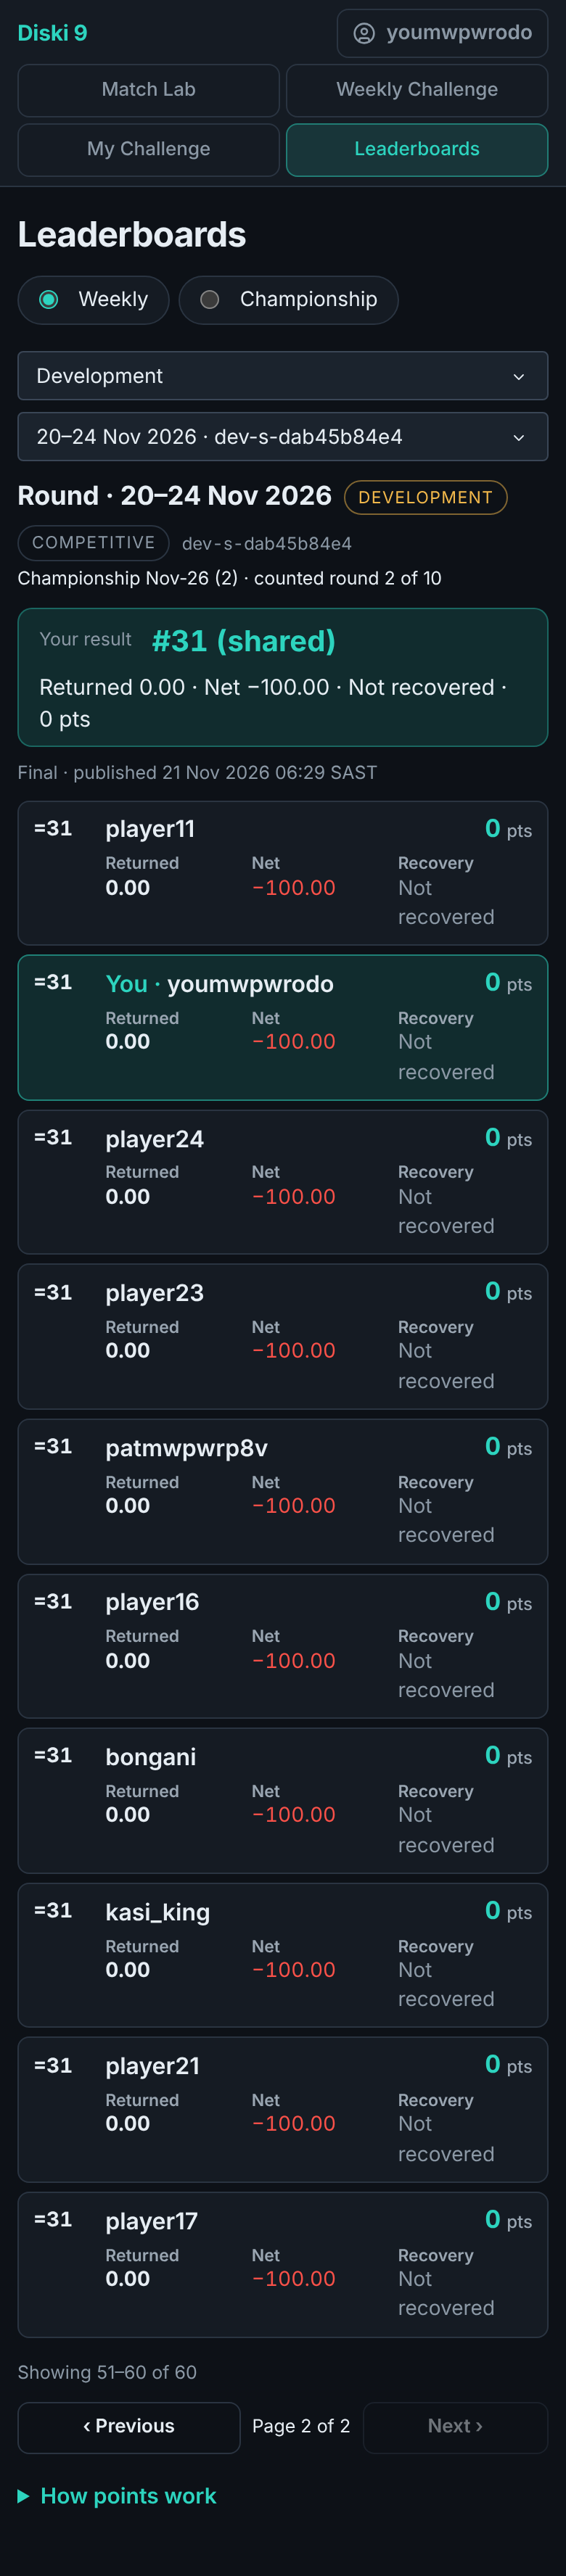 Diski 9
youmwpwrodo
Match Lab
Weekly Challenge
My Challenge
Leaderboards
Leaderboards
Weekly
Championship
Development
20–24 Nov 2026 · dev-s-dab45b84e4
Round · 20–24 Nov 2026 DEVELOPMENT
COMPETITIVE dev-s-dab45b84e4
Championship Nov-26 (2) · counted round 2 of 10
Your result #31 (shared)
Returned 0.00 · Net −100.00 · Not recovered ·
0 pts
Final · published 21 Nov 2026 06:29 SAST
=31 player11 0 pts
Returned Net Recovery
0.00 −100.00 Not
recovered
=31 You · youmwpwrodo 0 pts
Returned Net Recovery
0.00 −100.00 Not
recovered
=31 player24 0 pts
Returned Net Recovery
0.00 −100.00 Not
recovered
=31 player23 0 pts
Returned Net Recovery
0.00 −100.00 Not
recovered
=31 patmwpwrp8v 0 pts
Returned Net Recovery
0.00 −100.00 Not
recovered
=31 player16 0 pts
Returned Net Recovery
0.00 −100.00 Not
recovered
=31 bongani 0 pts
Returned Net Recovery
0.00 −100.00 Not
recovered
=31 kasi_king 0 pts
Returned Net Recovery
0.00 −100.00 Not
recovered
=31 player21 0 pts
Returned Net Recovery
0.00 −100.00 Not
recovered
=31 player17 0 pts
Returned Net Recovery
0.00 −100.00 Not
recovered
Showing 51–60 of 60
‹ Previous
Page 2 of 2
Next ›
▶ How points work